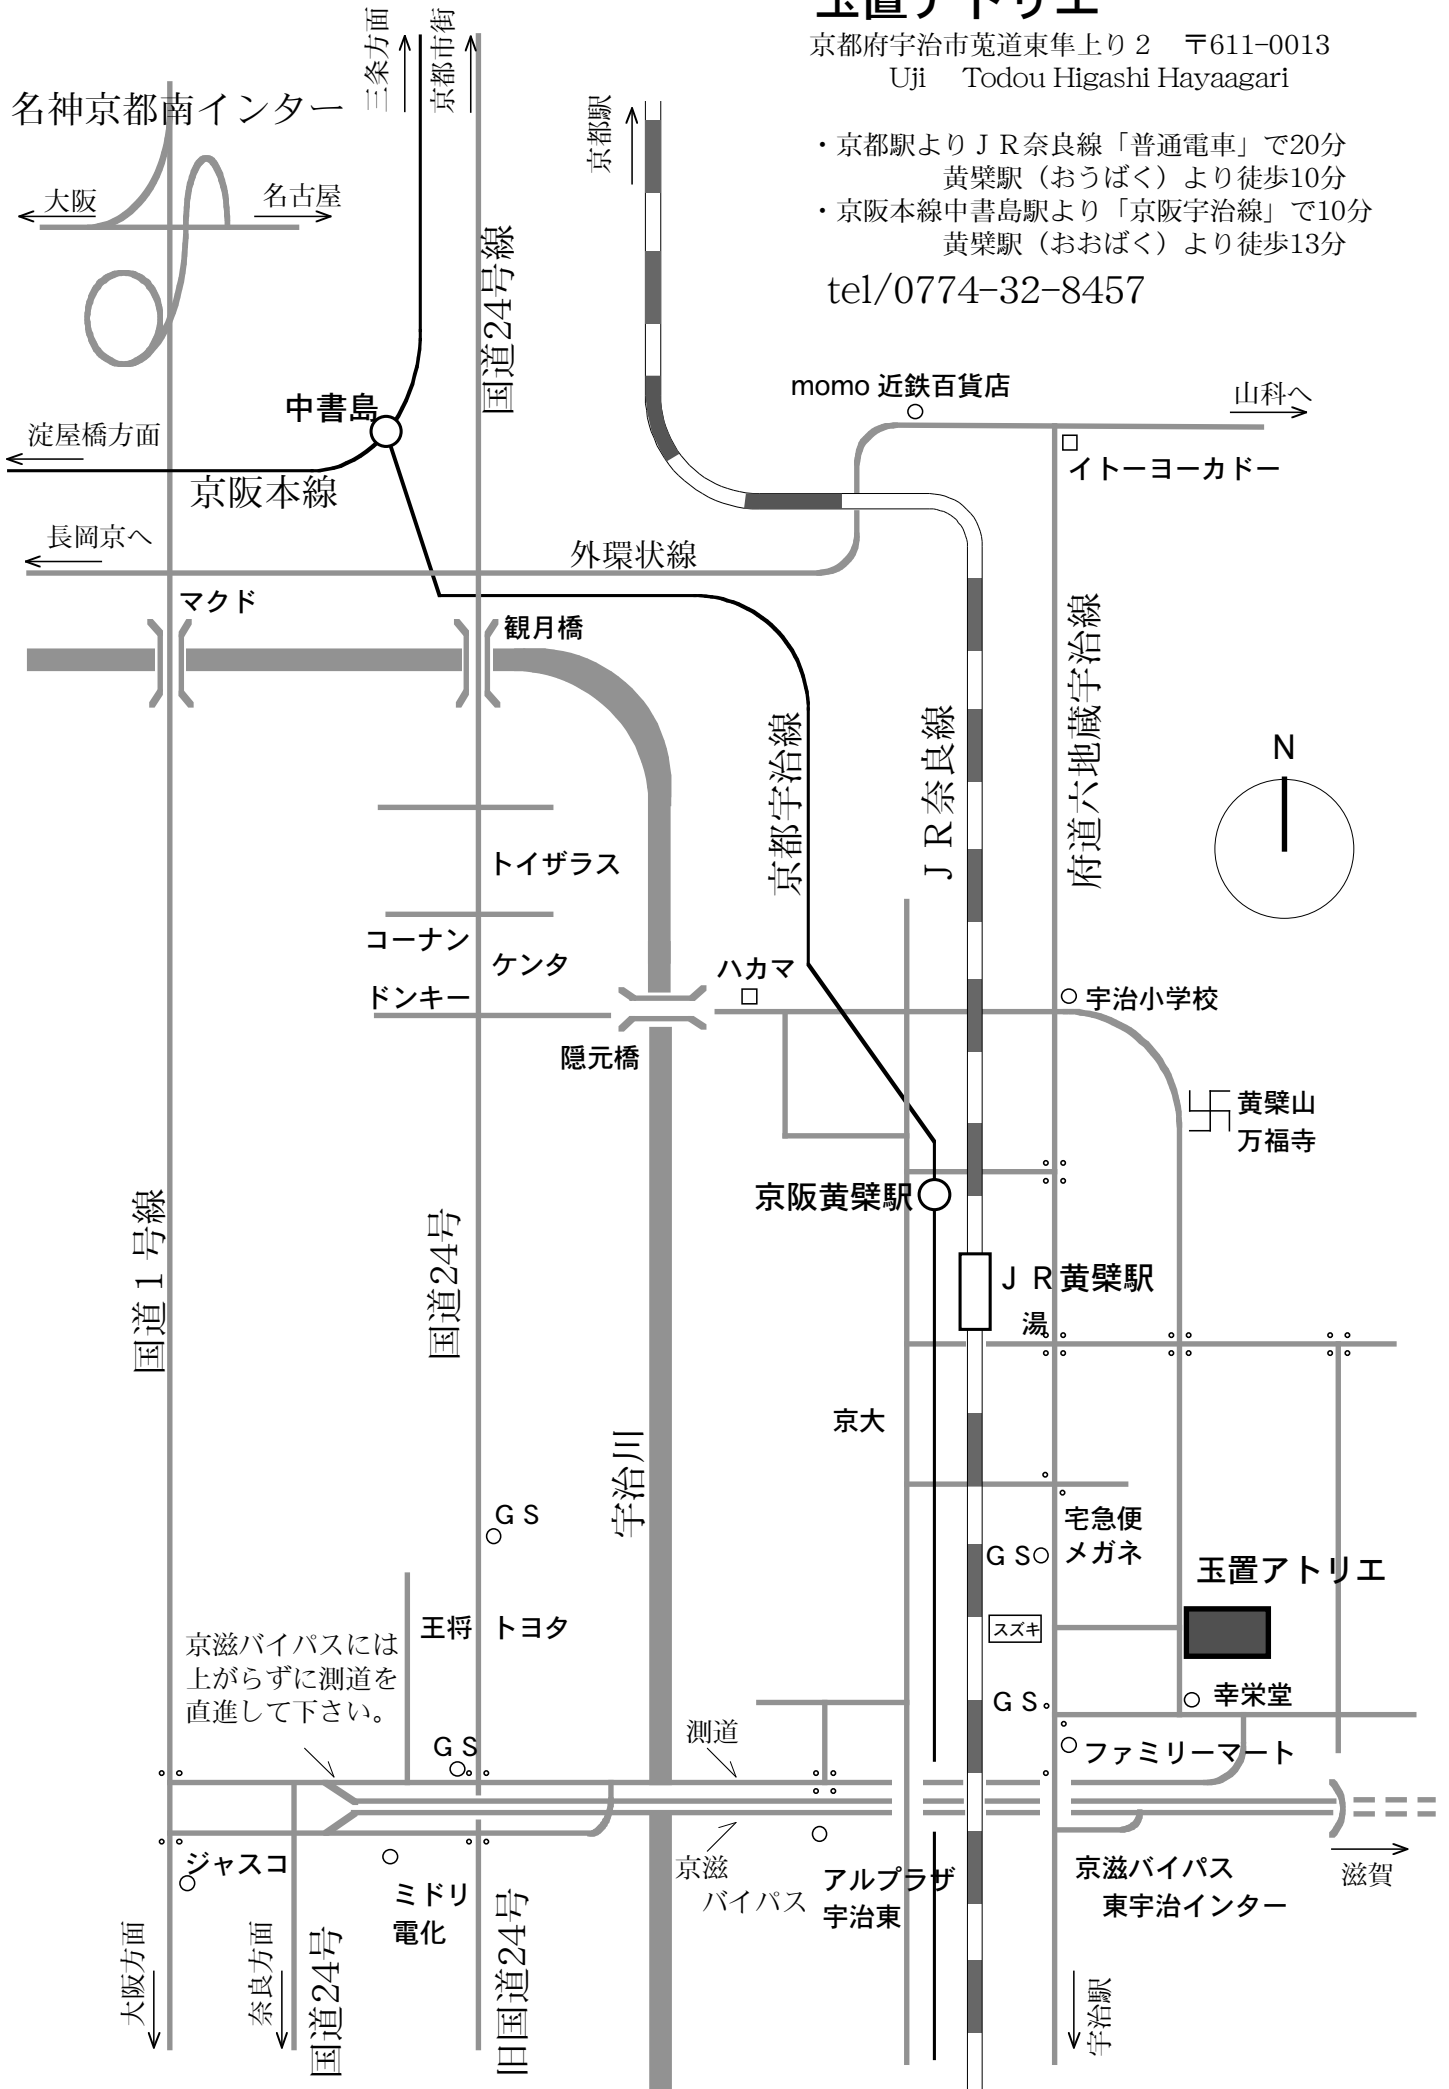 玉置アトリエ
京都府宇治市莵道東隼上り２　〒611-0013
Uji　Todou Higashi Hayaagari
・京都駅よりＪＲ奈良線「普通電車」で20分
黄檗駅（おうばく）より徒歩10分
・京阪本線中書島駅より「京阪宇治線」で10分
黄檗駅（おおばく）より徒歩13分
tel/0774-32-8457
三条方面
京都市街
名神京都南インター
京都駅
大阪
名古屋
国道24号線
中書島
momo 近鉄百貨店
山科へ
淀屋橋方面
京阪本線
イトーヨーカドー
長岡京へ
外環状線
マクド
観月橋
京都宇治線
ＪＲ奈良線
府道六地蔵宇治線
N
トイザラス
コーナン
ケンタ
ドンキー
ハカマ
宇治小学校
隠元橋
黄檗山
万福寺
京阪黄檗駅
国道１号線
国道24号
ＪＲ黄檗駅
湯
京大
宇治川
ＧＳ
宅急便
ＧＳ
メガネ
玉置アトリエ
王将
トヨタ
スズキ
京滋バイパスには
上がらずに測道を
直進して下さい。
ＧＳ
幸栄堂
測道
ＧＳ
ファミリーマート
ジャスコ
ミドリ
電化
京滋
バイパス
アルプラザ
宇治東
京滋バイパス
東宇治インター
滋賀
大阪方面
奈良方面
国道24号
旧国道24号
宇治駅